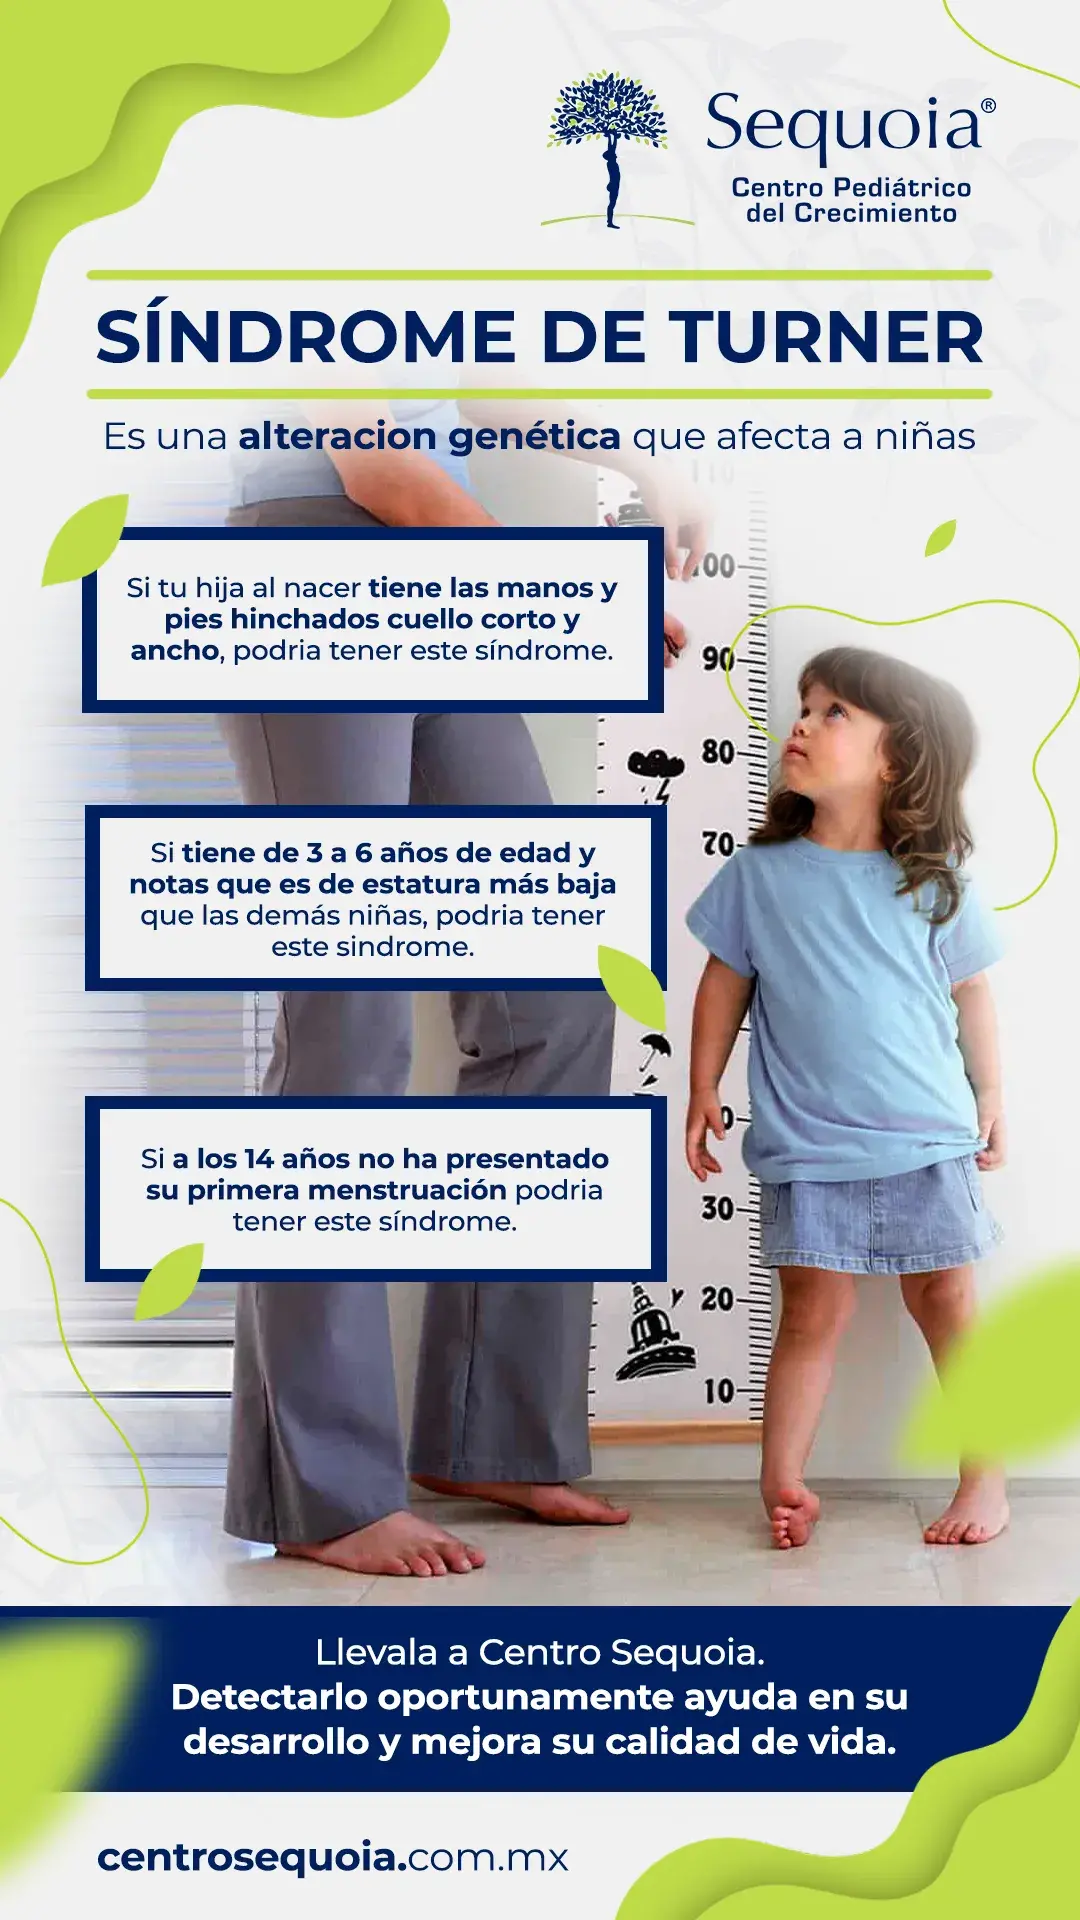 Sequoia®
Centro Pediátrico
del Crecimiento
SÍNDROME DE TURNER
Es una alteracion genética que afecta a niñas
Si tu hija al nacer tiene las manos y
pies hinchados cuello corto y
ancho, podria tener este síndrome.
Si tiene de 3 a 6 años de edad y
notas que es de estatura más baja
que las demás niñas, podria tener
este sindrome.
Si a los 14 años no ha presentado
su primera menstruación podria
tener este síndrome.
110
100
90
80
70
30
20
10
Llevala a Centro Sequoia.
Detectarlo oportunamente ayuda en su
desarrollo y mejora su calidad de vida.
centrosequoia.com.mx